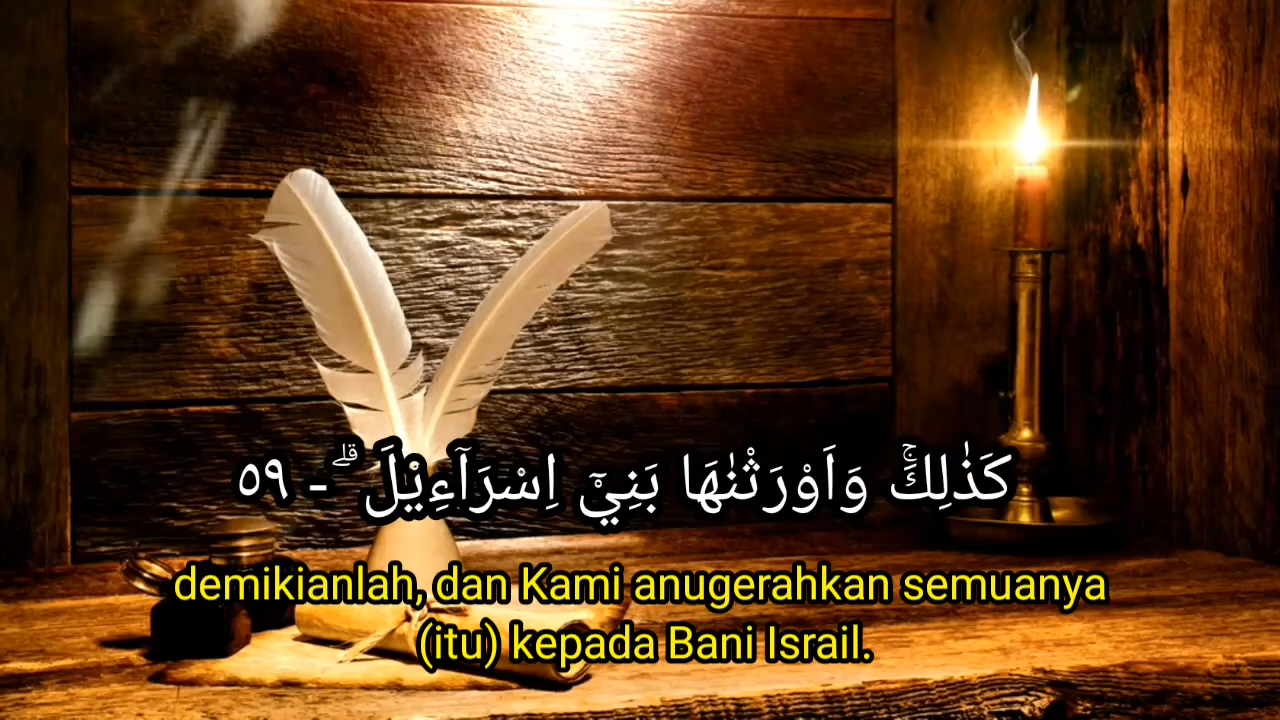 كَذٰلِكَۚ وَاَوْرَثْنٰهَا بَنِيْٓ اِسْرَاۤءِيْلَ ۗ - ٥٩
demikianlah, dan Kami anugerahkan semuanya
(itu) kepada Bani Israil.